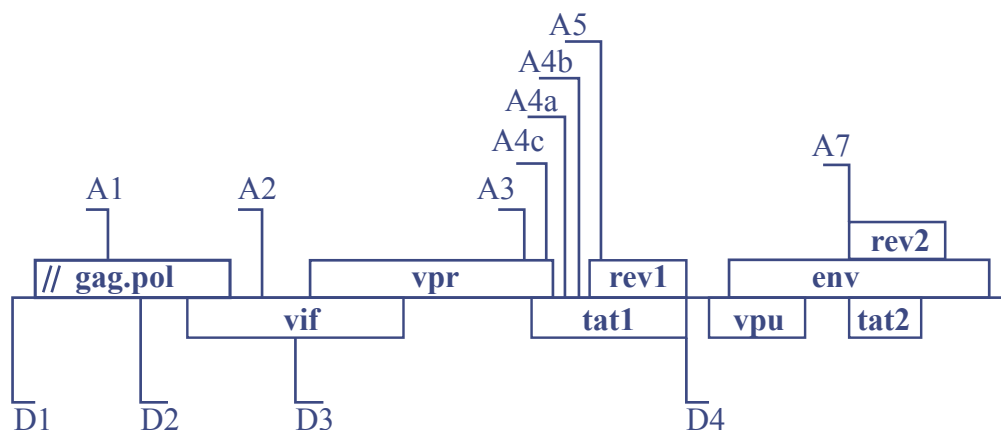 A5
A4b
A4a
A4c
A7
A1 A2 A3
rev2
// gag.pol vpr rev1 env
vif tat1 vpu tat2
D1 D2 D3 D4